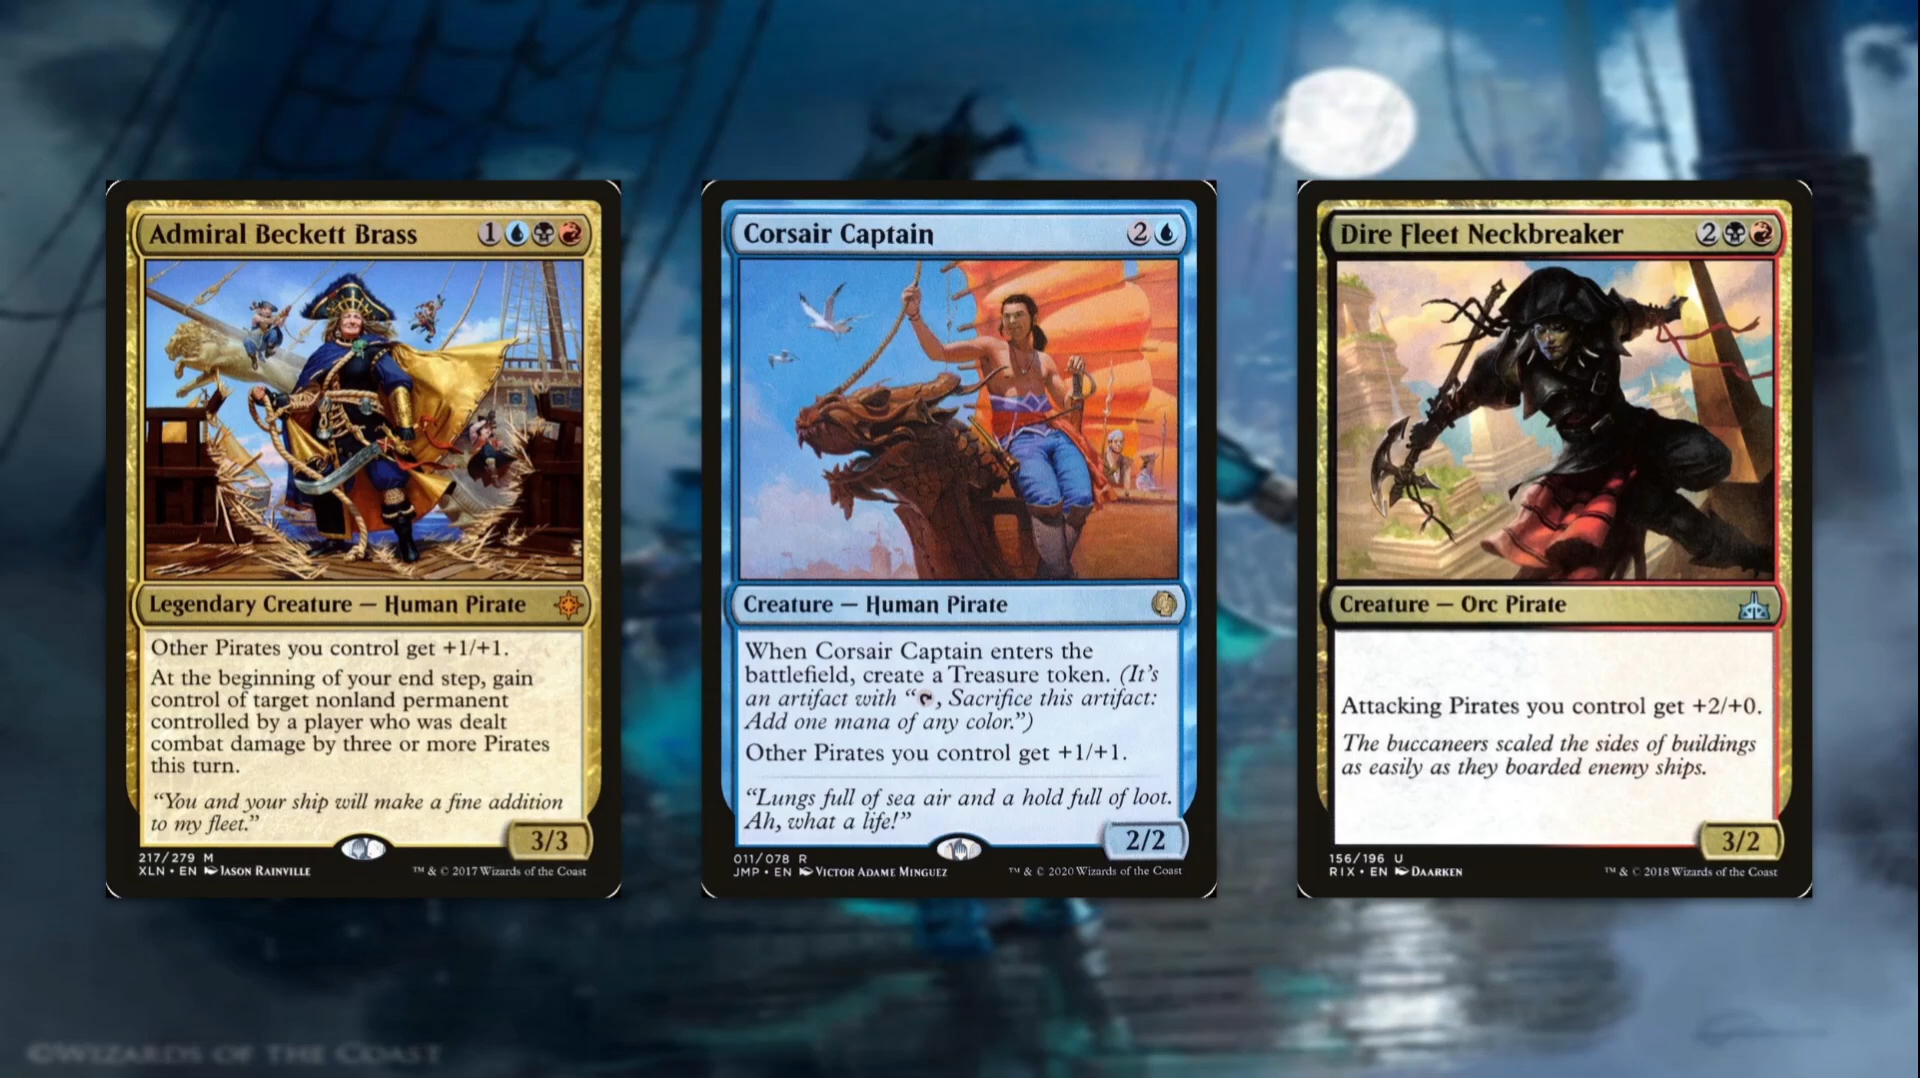 Admiral Beckett Brass 1
Legendary Creature — Human Pirate
Other Pirates you control get +1/+1.
At the beginning of your end step, gain
control of target nonland permanent
controlled by a player who was dealt
combat damage by three or more Pirates
this turn.
“You and your ship will make a fine addition
to my fleet.”
3/3
217/279 M
XLN • EN Jason Rainville
™ & © 2017 Wizards of the Coast
Corsair Captain 2
Creature — Human Pirate
When Corsair Captain enters the
battlefield, create a Treasure token. (It’s
an artifact with “, Sacrifice this artifact:
Add one mana of any color.”)
Other Pirates you control get +1/+1.
“Lungs full of sea air and a hold full of loot.
Ah, what a life!”
2/2
011/078 R
JMP • EN Victor Adame Minguez
™ & © 2020 Wizards of the Coast
Dire Fleet Neckbreaker 2
Creature — Orc Pirate
Attacking Pirates you control get +2/+0.
The buccaneers scaled the sides of buildings
as easily as they boarded enemy ships.
3/2
156/196 U
RIX • EN Daarken
™ & © 2018 Wizards of the Coast
©Wizards of the Coast